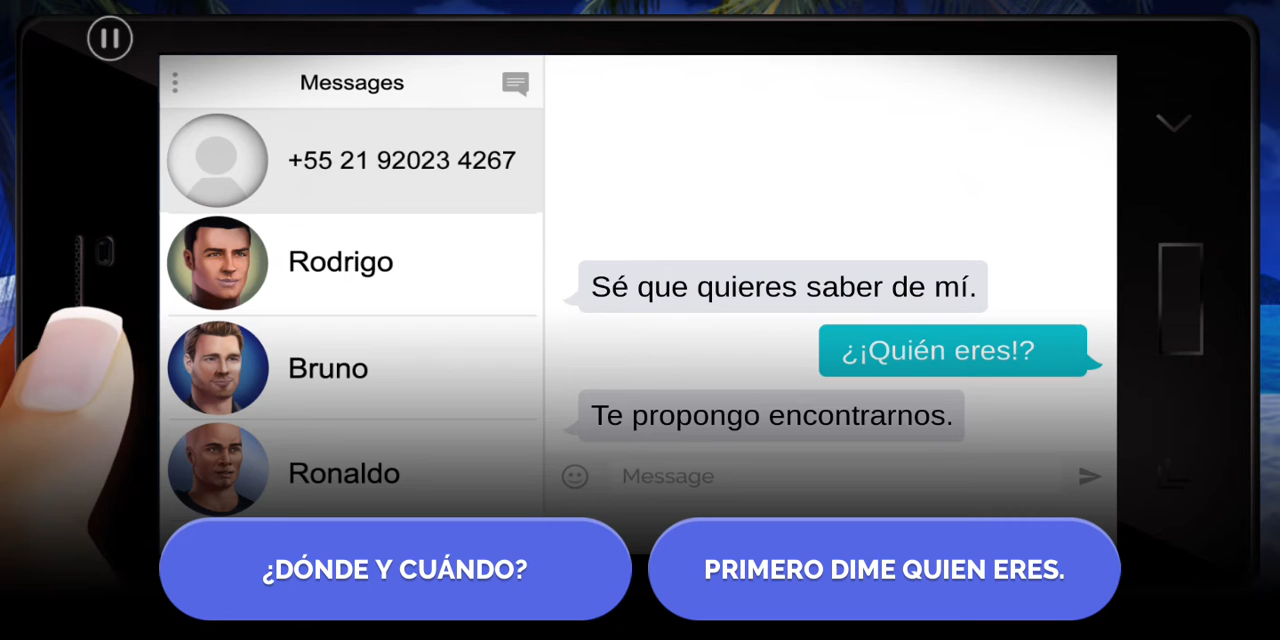 Messages
+55 21 92023 4267
Rodrigo
Bruno
Ronaldo
Sé que quieres saber de mí.
¿¡Quién eres!?
Te propongo encontrarnos.
Message
¿DÓNDE Y CUÁNDO?
PRIMERO DIME QUIEN ERES.